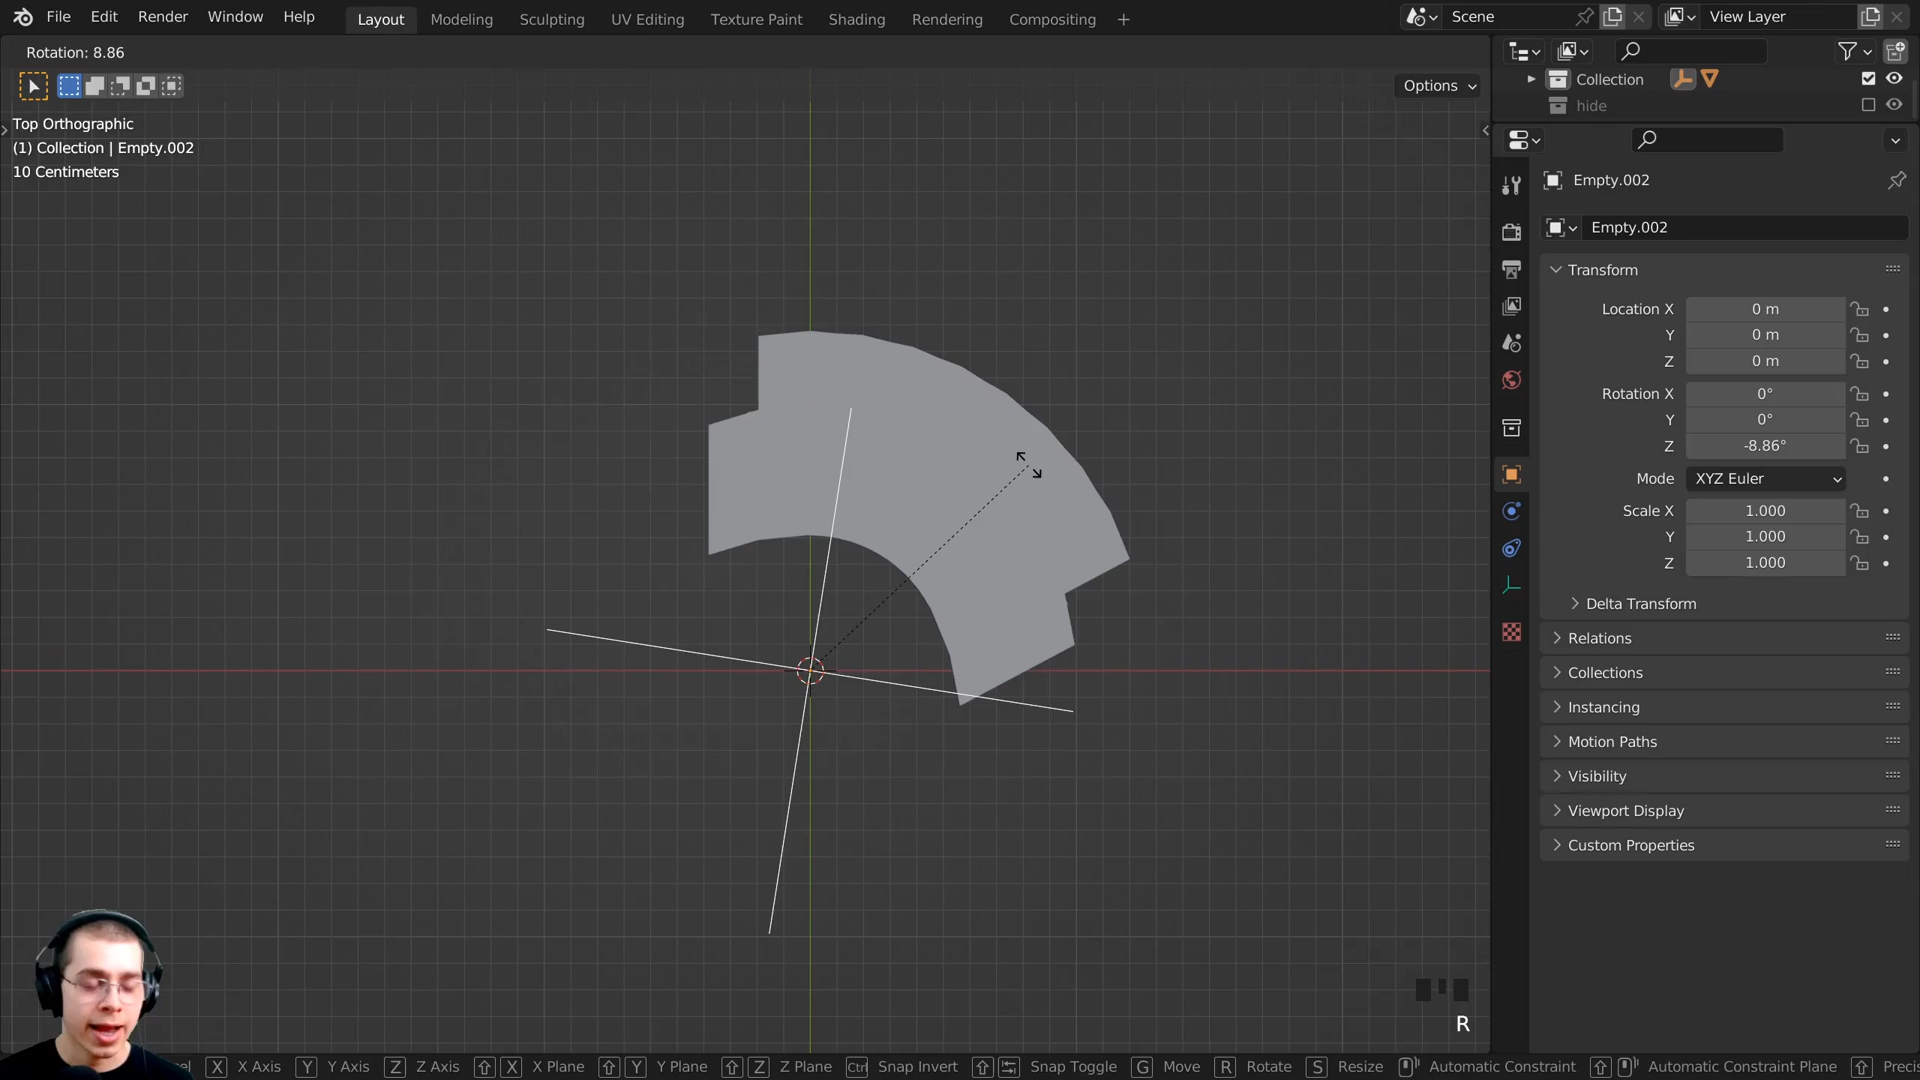 File Edit Render Window Help Layout Modeling Sculpting UV Editing Texture Paint Shading Rendering Compositing + Scene View Layer
Rotation: 8.86
Options
Collection
hide
Top Orthographic
(1) Collection | Empty.002
10 Centimeters
Empty.002
Empty.002
Transform
Location X 0 m
Y 0 m
Z 0 m
Rotation X 0°
Y 0°
Z -8.86°
Mode XYZ Euler
Scale X 1.000
Y 1.000
Z 1.000
Delta Transform
Relations
Collections
Instancing
Motion Paths
Visibility
Viewport Display
Custom Properties
R
X X Axis Y Y Axis Z Z Axis X X Plane Y Y Plane Z Z Plane Ctrl Snap Invert Snap Toggle G Move R Rotate S Resize Automatic Constraint Automatic Constraint Plane